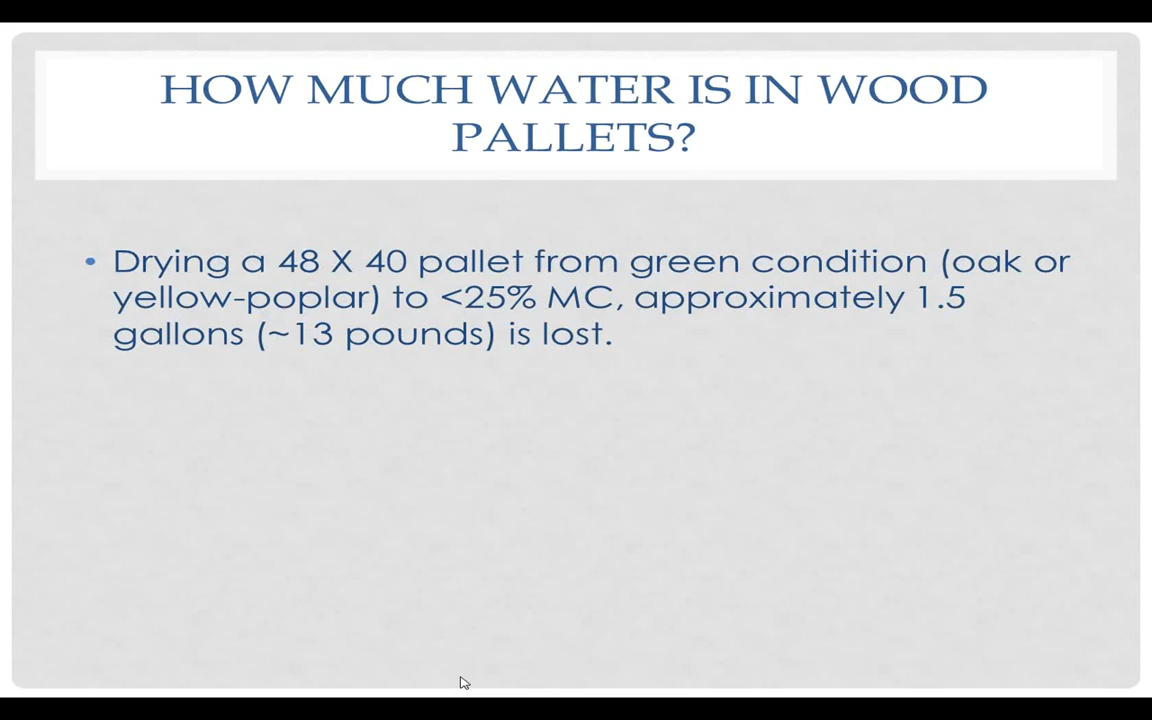 HOW MUCH WATER IS IN WOOD
PALLETS?
• Drying a 48 X 40 pallet from green condition (oak or
yellow-poplar) to <25% MC, approximately 1.5
gallons (~13 pounds) is lost.